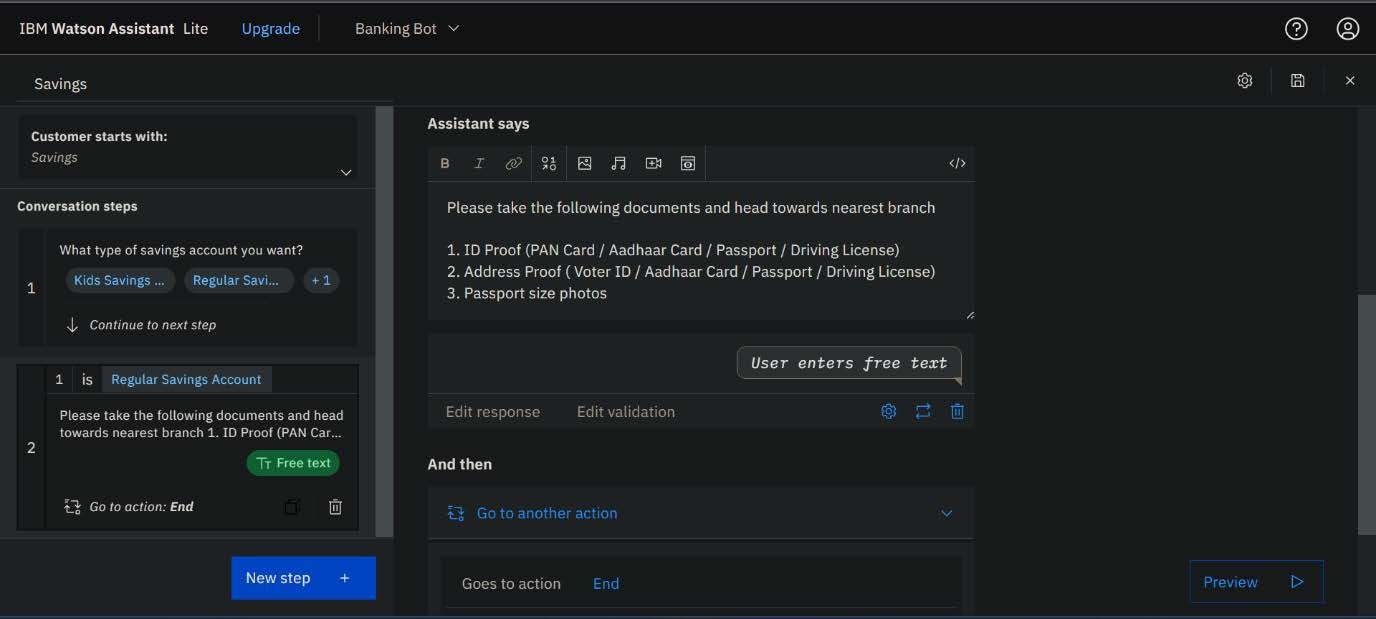 IBM Watson Assistant Lite Upgrade Banking Bot
Savings
Customer starts with:
Savings
Conversation steps
1
What type of savings account you want?
Kids Savings ... Regular Savi... + 1
Continue to next step
2
1 is Regular Savings Account
Please take the following documents and head
towards nearest branch 1. ID Proof (PAN Car...
Free text
Go to action: End
New step +
Assistant says
B I
Please take the following documents and head towards nearest branch
1. ID Proof (PAN Card / Aadhaar Card / Passport / Driving License)
2. Address Proof ( Voter ID / Aadhaar Card / Passport / Driving License)
3. Passport size photos
User enters free text
Edit response Edit validation
And then
Go to another action
Goes to action End
Preview